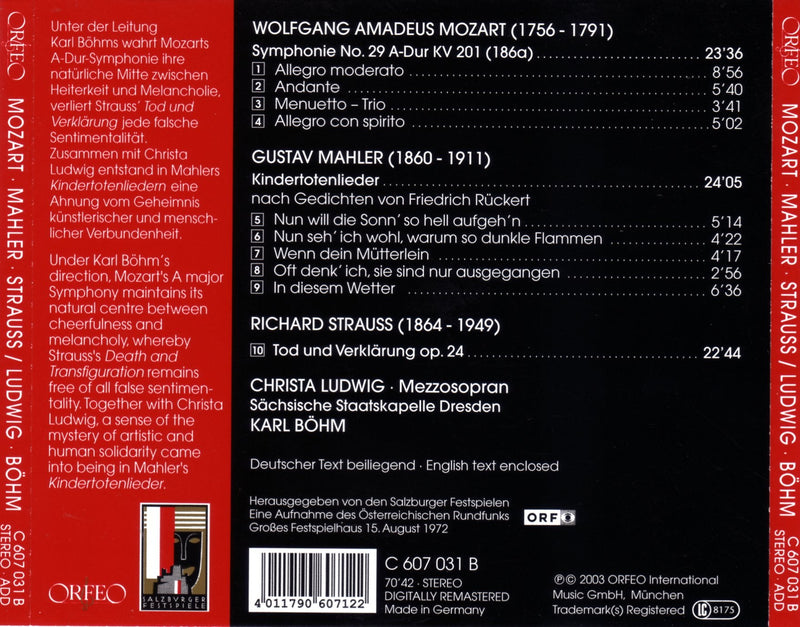 ORFEO
MOZART · MAHLER · STRAUSS / LUDWIG · BÖHM
C 607 031 B
STEREO · ADD
Unter der Leitung
Karl Böhms wahrt Mozarts
A-Dur-Symphonie ihre
natürliche Mitte zwischen
Heiterkeit und Melancholie,
verliert Strauss' Tod und
Verklärung jede falsche
Sentimentalität.
Zusammen mit Christa
Ludwig entstand in Mahlers
Kindertotenliedern eine
Ahnung vom Geheimnis
künstlerischer und mensch-
licher Verbundenheit.
Under Karl Böhm's
direction, Mozart's A major
Symphony maintains its
natural centre between
cheerfulness and
melancholy, whereby
Strauss's Death and
Transfiguration remains
free of all false sentimen-
tality. Together with Christa
Ludwig, a sense of the
mystery of artistic and
human solidarity came
into being in Mahler's
Kindertotenlieder.
ORFEO
SALZBURGER
FESTSPIELE
WOLFGANG AMADEUS MOZART (1756 - 1791)
Symphonie No. 29 A-Dur KV 201 (186a) 23'36
1 Allegro moderato 8'56
2 Andante 5'40
3 Menuetto – Trio 3'41
4 Allegro con spirito 5'02
GUSTAV MAHLER (1860 - 1911)
Kindertotenlieder 24'05
nach Gedichten von Friedrich Rückert
5 Nun will die Sonn' so hell aufgeh'n 5'14
6 Nun seh' ich wohl, warum so dunkle Flammen 4'22
7 Wenn dein Mütterlein 4'17
8 Oft denk' ich, sie sind nur ausgegangen 2'56
9 In diesem Wetter 6'36
RICHARD STRAUSS (1864 - 1949)
10 Tod und Verklärung op. 24 22'44
CHRISTA LUDWIG · Mezzosopran
Sächsische Staatskapelle Dresden
KARL BÖHM
Deutscher Text beiliegend · English text enclosed
Herausgegeben von den Salzburger Festspielen
Eine Aufnahme des Österreichischen Rundfunks
Großes Festspielhaus 15. August 1972
ORF
4 011790 607122
C 607 031 B
70'42 · STEREO
DIGITALLY REMASTERED
Made in Germany
℗© 2003 ORFEO International
Music GmbH, München
Trademark(s) Registered
LC 8175
ORFEO
MOZART · MAHLER · STRAUSS / LUDWIG · BÖHM
C 607 031 B
STEREO · ADD